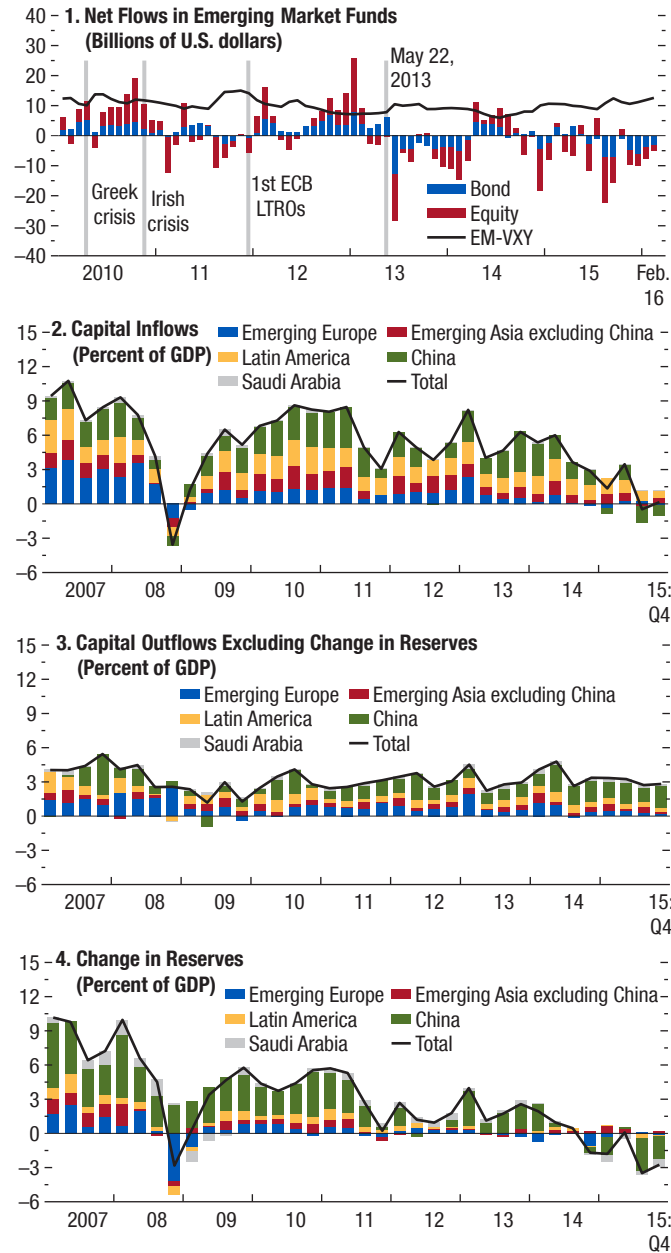 1. Net Flows in Emerging Market Funds
(Billions of U.S. dollars)
40
30
20
10
0
–10
–20
–30
–40
May 22,
2013
Greek
crisis
Irish
crisis
1st ECB
LTROs
Bond
Equity
EM-VXY
2010
11
12
13
14
15
Feb.
16
2. Capital Inflows
(Percent of GDP)
Emerging Europe
Emerging Asia excluding China
Latin America
China
Saudi Arabia
Total
15
12
9
6
3
0
–3
–6
2007
08
09
10
11
12
13
14
15:
Q4
3. Capital Outflows Excluding Change in Reserves
(Percent of GDP)
Emerging Europe
Emerging Asia excluding China
Latin America
China
Saudi Arabia
Total
15
12
9
6
3
0
–3
–6
2007
08
09
10
11
12
13
14
15:
Q4
4. Change in Reserves
(Percent of GDP)
Emerging Europe
Emerging Asia excluding China
Latin America
China
Saudi Arabia
Total
15
12
9
6
3
0
–3
–6
2007
08
09
10
11
12
13
14
15:
Q4